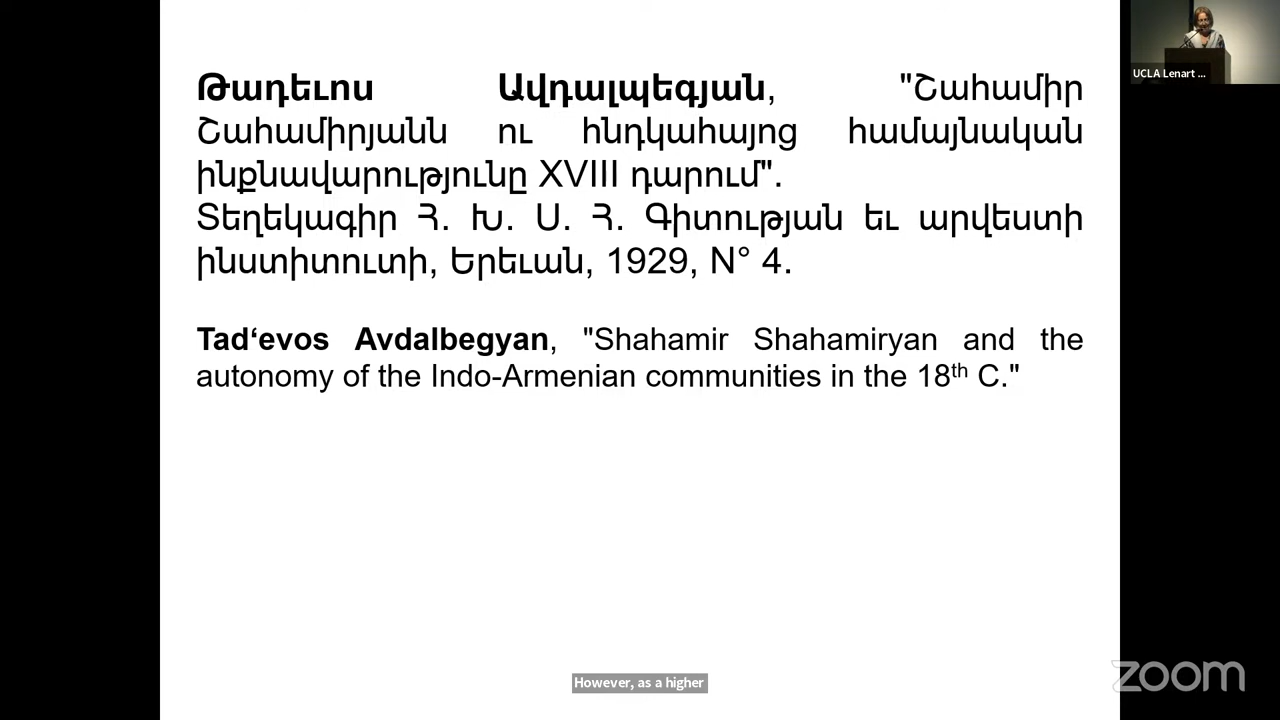 Թադեւոս Ավդալպեգյան, "Շահամիր
Շահամիրյանն ու հնդկահայոց համայնական
ինքնավարությունը XVIII դարում".
Տեղեկագիր Հ. Խ. Ս. Հ. Գիտության եւ արվեստի
ինստիտուտի, Երեւան, 1929, N° 4.
Tad‘evos Avdalbegyan, "Shahamir Shahamiryan and the
autonomy of the Indo-Armenian communities in the 18th C."
UCLA Lenart ...
However, as a higher
zoom